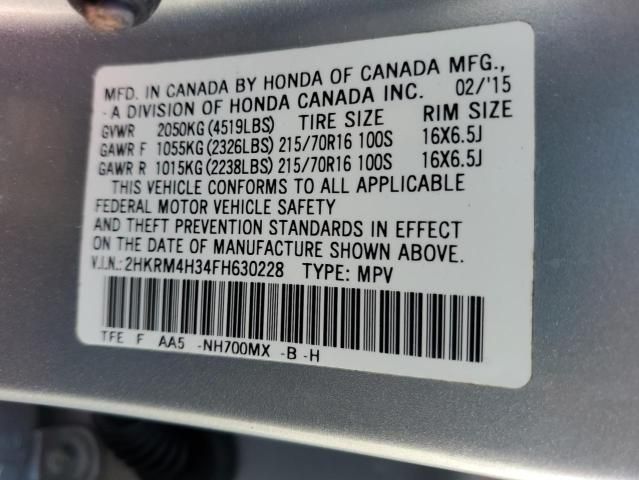 MFD. IN CANADA BY HONDA OF CANADA MFG.,
A DIVISION OF HONDA CANADA INC. 02/'15
GVWR 2050KG (4519LBS) TIRE SIZE RIM SIZE
GAWR F 1055KG (2326LBS) 215/70R16 100S 16X6.5J
GAWR R 1015KG (2238LBS) 215/70R16 100S 16X6.5J
THIS VEHICLE CONFORMS TO ALL APPLICABLE
FEDERAL MOTOR VEHICLE SAFETY
AND THEFT PREVENTION STANDARDS IN EFFECT
ON THE DATE OF MANUFACTURE SHOWN ABOVE.
V.I.N.: 2HKRM4H34FH630228 TYPE: MPV
TFE F AA5 -NH700MX -B -H